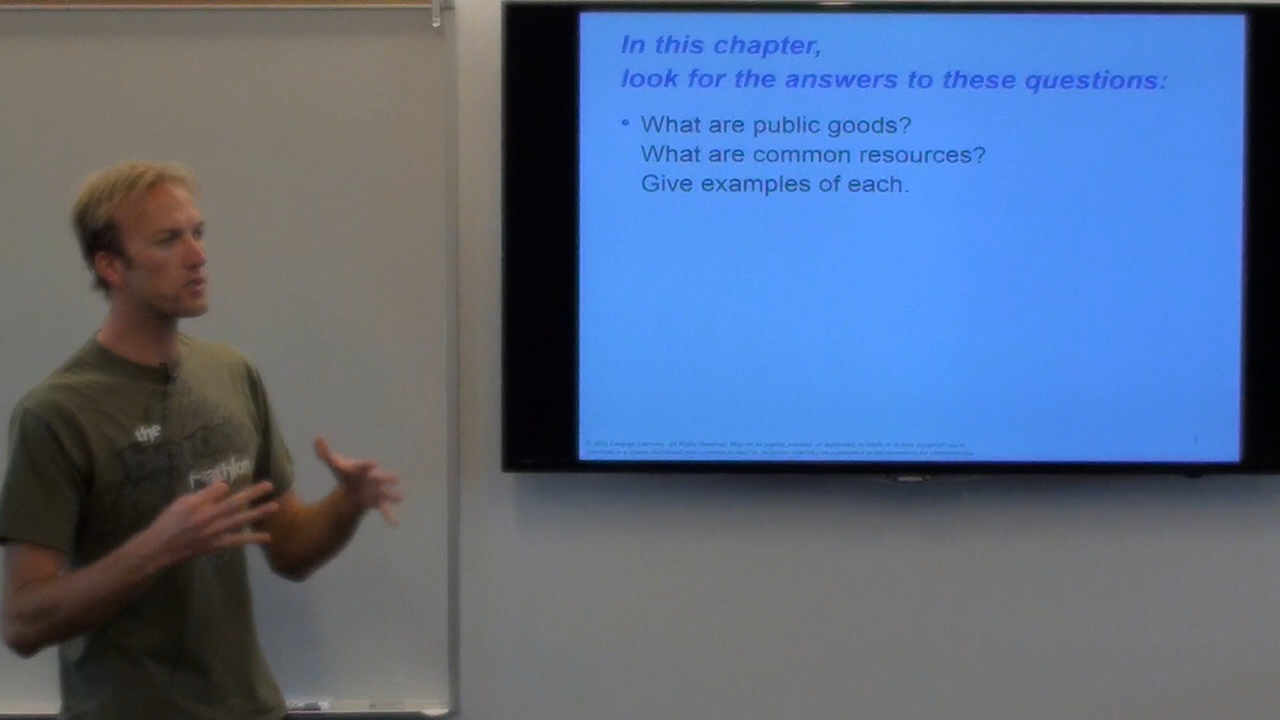 In this chapter,
look for the answers to these questions:
• What are public goods?
What are common resources?
Give examples of each.
the